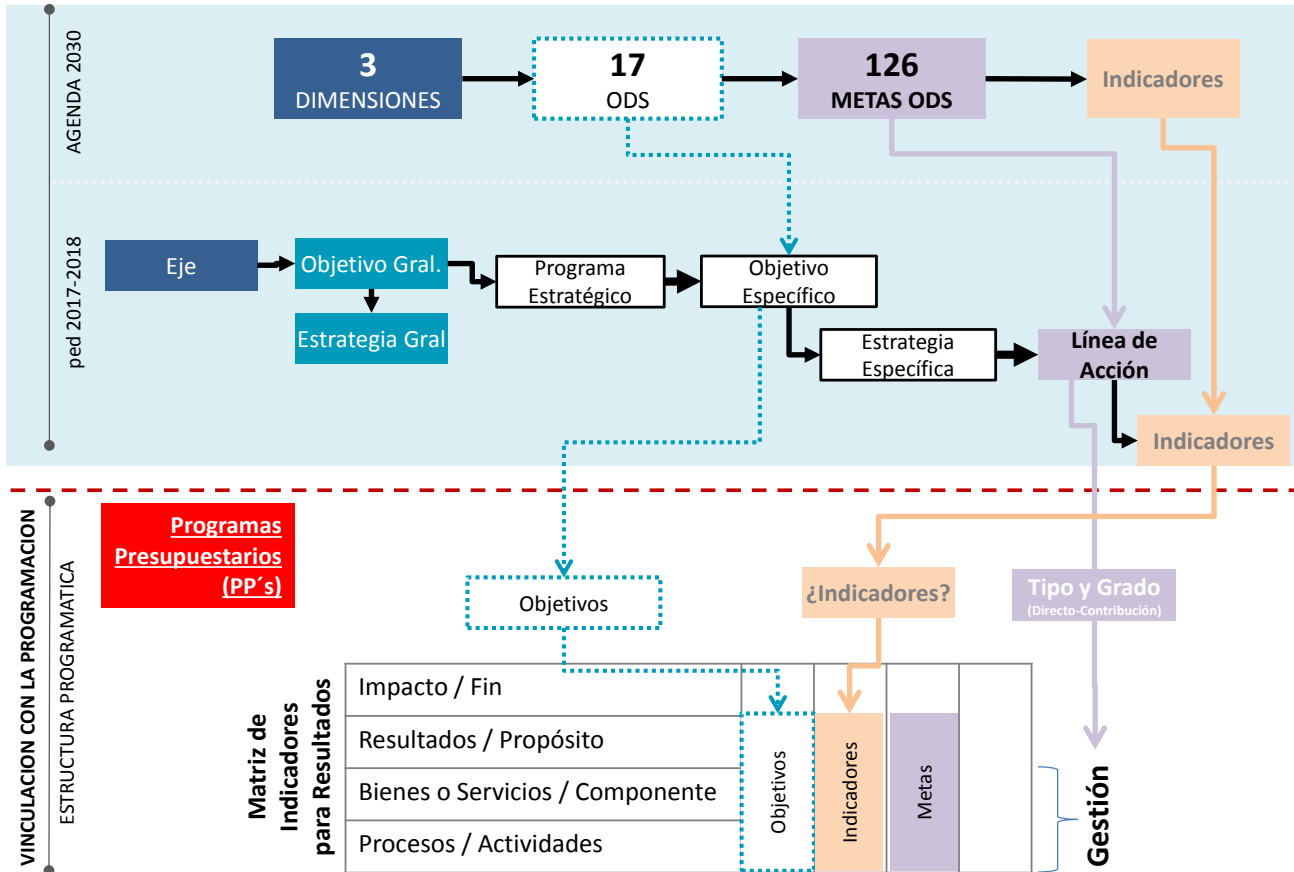 AGENDA 2030
3
DIMENSIONES
17
ODS
126
METAS ODS
Indicadores
ped 2017-2018
Eje
Objetivo Gral.
Estrategia Gral
Programa
Estratégico
Objetivo
Específico
Estrategia
Específica
Línea de
Acción
Indicadores
VINCULACION CON LA PROGRAMACION
ESTRUCTURA PROGRAMATICA
Programas
Presupuestarios
(PP´s)
Objetivos
¿Indicadores?
Tipo y Grado
(Directo-Contribución)
Matriz de
Indicadores
para Resultados
Impacto / Fin
Resultados / Propósito
Bienes o Servicios / Componente
Procesos / Actividades
Objetivos
Indicadores
Metas
Gestión